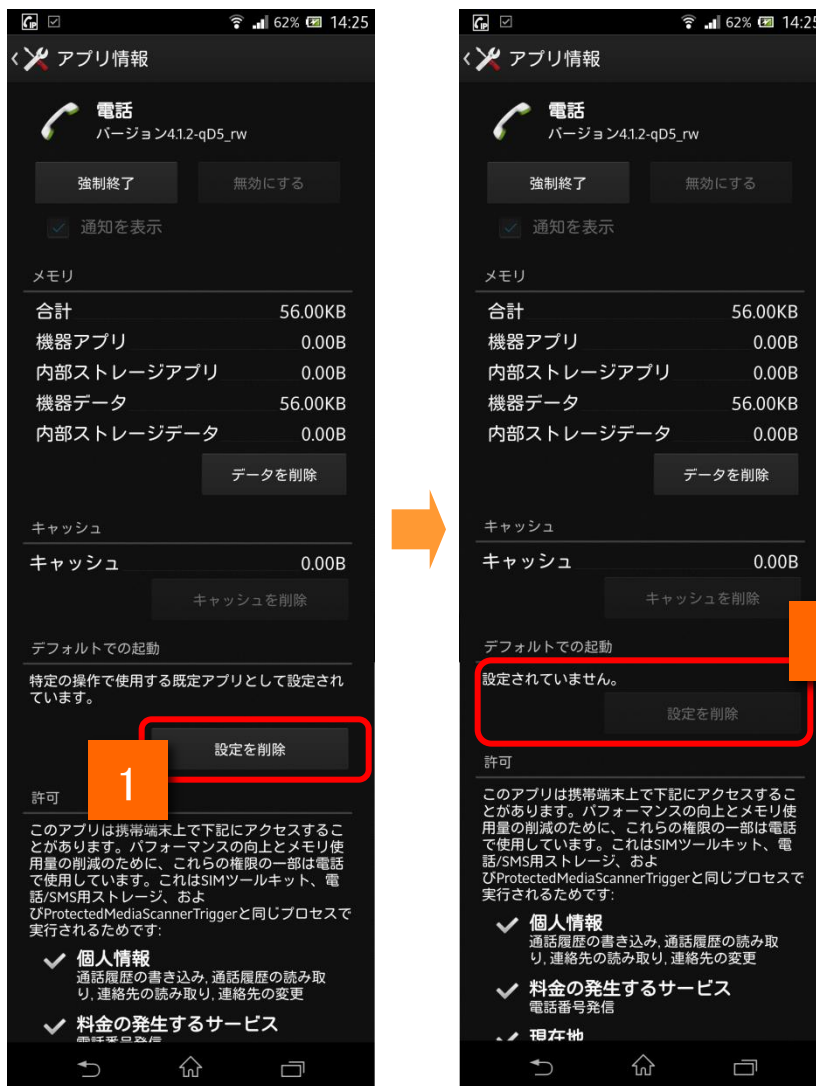 62% 14:25
アプリ情報
電話
バージョン4.1.2-qD5_rw
強制終了 無効にする
通知を表示
メモリ
合計 56.00KB
機器アプリ 0.00B
内部ストレージアプリ 0.00B
機器データ 56.00KB
内部ストレージデータ 0.00B
データを削除
キャッシュ
キャッシュ 0.00B
キャッシュを削除
デフォルトでの起動
特定の操作で使用する既定アプリとして設定され
ています。
設定を削除
1
許可
このアプリは携帯端末上で下記にアクセスするこ
とがあります。パフォーマンスの向上とメモリ使
用量の削減のために、これらの権限の一部は電話
で使用しています。これはSIMツールキット、電
話/SMS用ストレージ、およ
びProtectedMediaScannerTriggerと同じプロセスで
実行されるためです:
個人情報
通話履歴の書き込み, 通話履歴の読み取
り, 連絡先の読み取り, 連絡先の変更
料金の発生するサービス
電話番号発信
62% 14:25
アプリ情報
電話
バージョン4.1.2-qD5_rw
強制終了 無効にする
通知を表示
メモリ
合計 56.00KB
機器アプリ 0.00B
内部ストレージアプリ 0.00B
機器データ 56.00KB
内部ストレージデータ 0.00B
データを削除
キャッシュ
キャッシュ 0.00B
キャッシュを削除
デフォルトでの起動
設定されていません。
設定を削除
許可
このアプリは携帯端末上で下記にアクセスするこ
とがあります。パフォーマンスの向上とメモリ使
用量の削減のために、これらの権限の一部は電話
で使用しています。これはSIMツールキット、電
話/SMS用ストレージ、およ
びProtectedMediaScannerTriggerと同じプロセスで
実行されるためです:
個人情報
通話履歴の書き込み, 通話履歴の読み取
り, 連絡先の読み取り, 連絡先の変更
料金の発生するサービス
電話番号発信
現在地